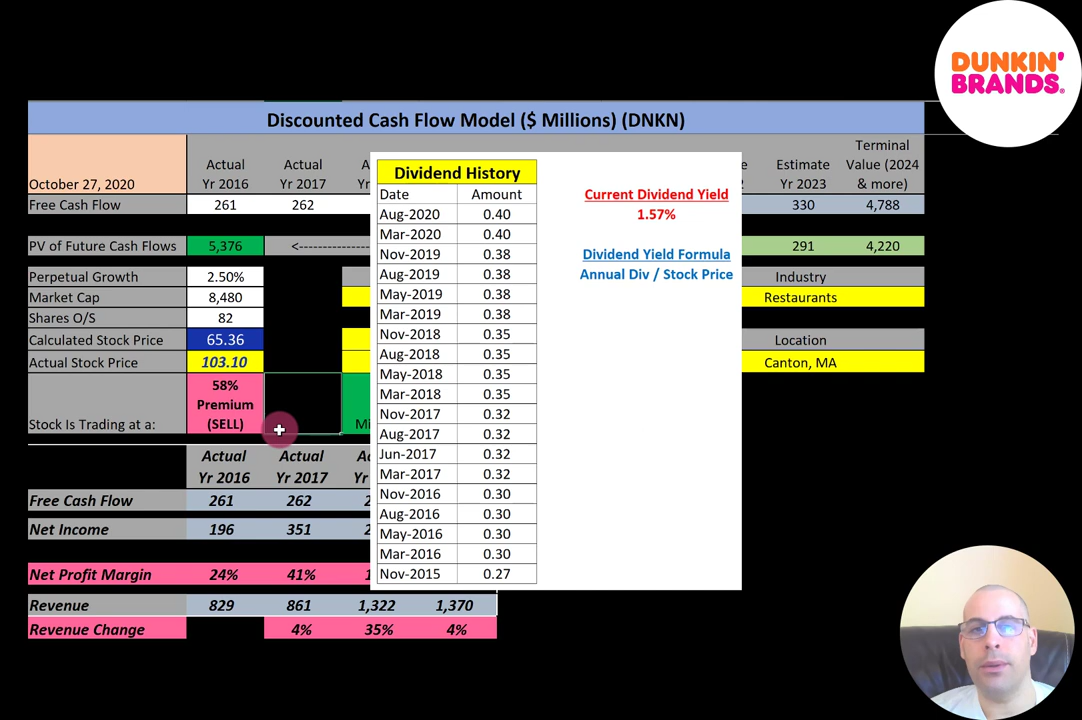 DUNKIN'
BRANDS®
Discounted Cash Flow Model ($ Millions) (DNKN)
October 27, 2020
Actual
Yr 2016
Actual
Yr 2017
Estimate
Yr 2023
Terminal
Value (2024
& more)
Free Cash Flow 261 262 330 4,788
PV of Future Cash Flows 5,376 <--- 291 4,220
Perpetual Growth 2.50% Industry
Market Cap 8,480 Restaurants
Shares O/S 82
Calculated Stock Price 65.36 Location
Actual Stock Price 103.10 Canton, MA
Stock Is Trading at a:
58%
Premium
(SELL)
Dividend History
Date Amount
Aug-2020 0.40
Mar-2020 0.40
Nov-2019 0.38
Aug-2019 0.38
May-2019 0.38
Mar-2019 0.38
Nov-2018 0.35
Aug-2018 0.35
May-2018 0.35
Mar-2018 0.35
Nov-2017 0.32
Aug-2017 0.32
Jun-2017 0.32
Mar-2017 0.32
Nov-2016 0.30
Aug-2016 0.30
May-2016 0.30
Mar-2016 0.30
Nov-2015 0.27
Current Dividend Yield
1.57%
Dividend Yield Formula
Annual Div / Stock Price
Actual
Yr 2016
Actual
Yr 2017
Free Cash Flow 261 262
Net Income 196 351
Net Profit Margin 24% 41%
Revenue 829 861 1,322 1,370
Revenue Change 4% 35% 4%